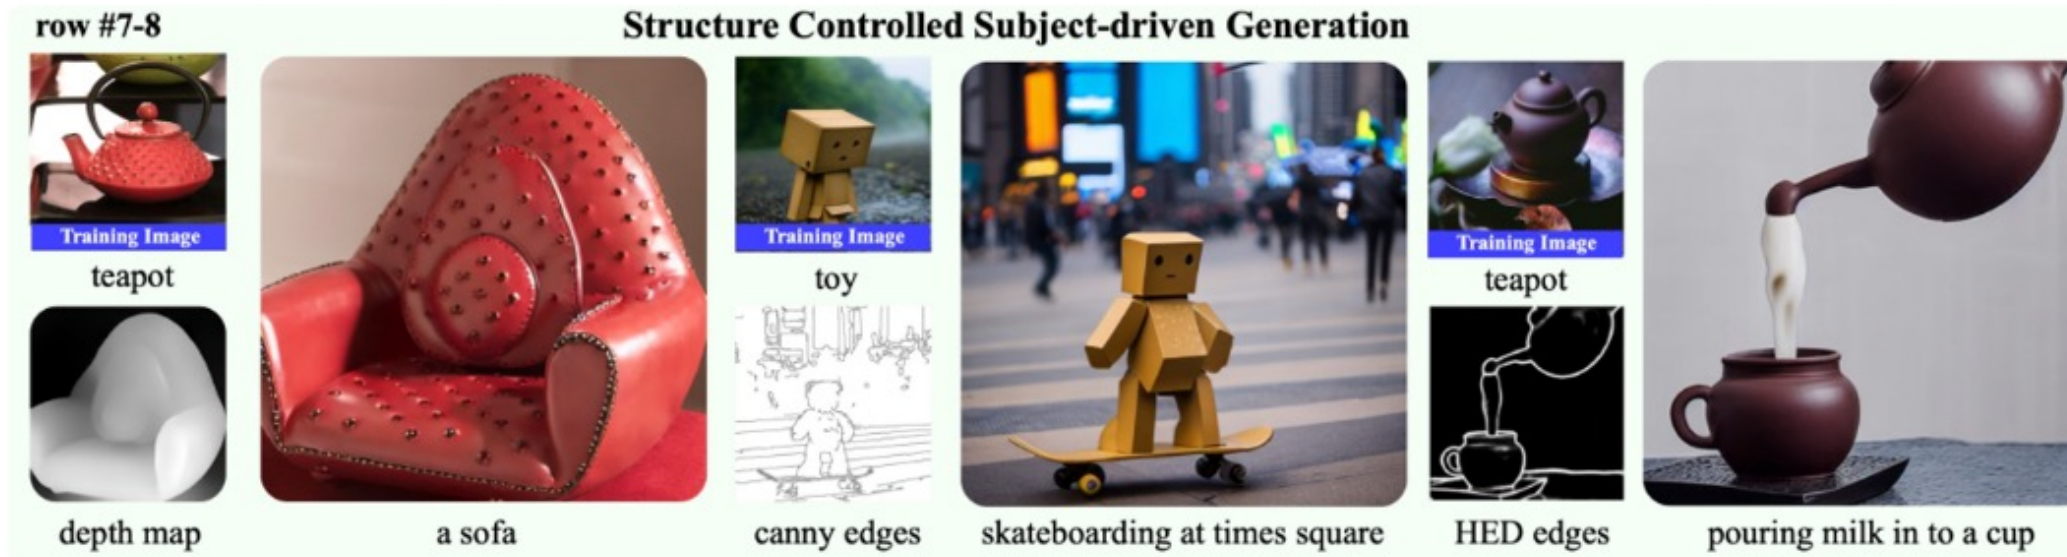 row #7-8
Structure Controlled Subject-driven Generation
Training Image
teapot
depth map
a sofa
Training Image
toy
canny edges
skateboarding at times square
Training Image
teapot
HED edges
pouring milk in to a cup